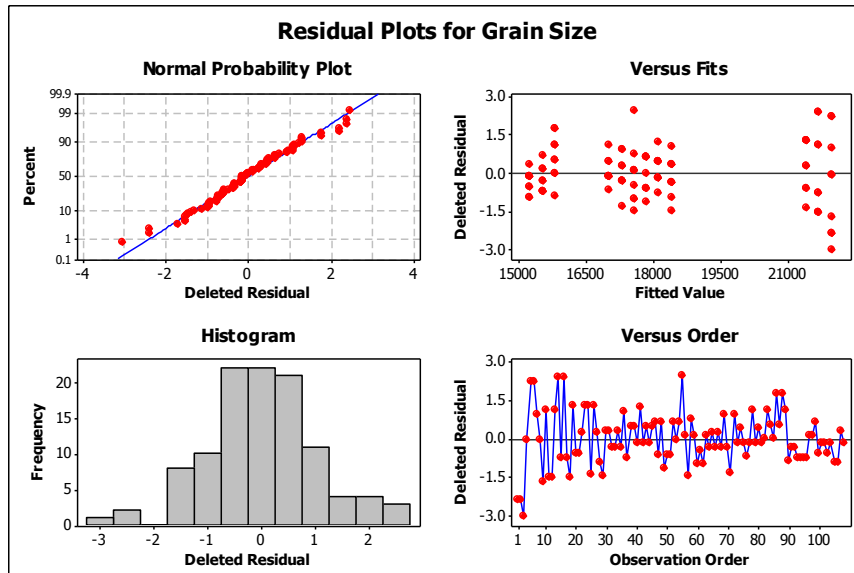 Residual Plots for Grain Size
Normal Probability Plot
99.9
99
90
50
10
1
0.1
Percent
-4 -2 0 2 4
Deleted Residual
Versus Fits
3.0
1.5
0.0
-1.5
-3.0
Deleted Residual
15000 16500 18000 19500 21000
Fitted Value
Histogram
20
15
10
5
0
Frequency
-3 -2 -1 0 1 2
Deleted Residual
Versus Order
3.0
1.5
0.0
-1.5
-3.0
Deleted Residual
1 10 20 30 40 50 60 70 80 90 100
Observation Order